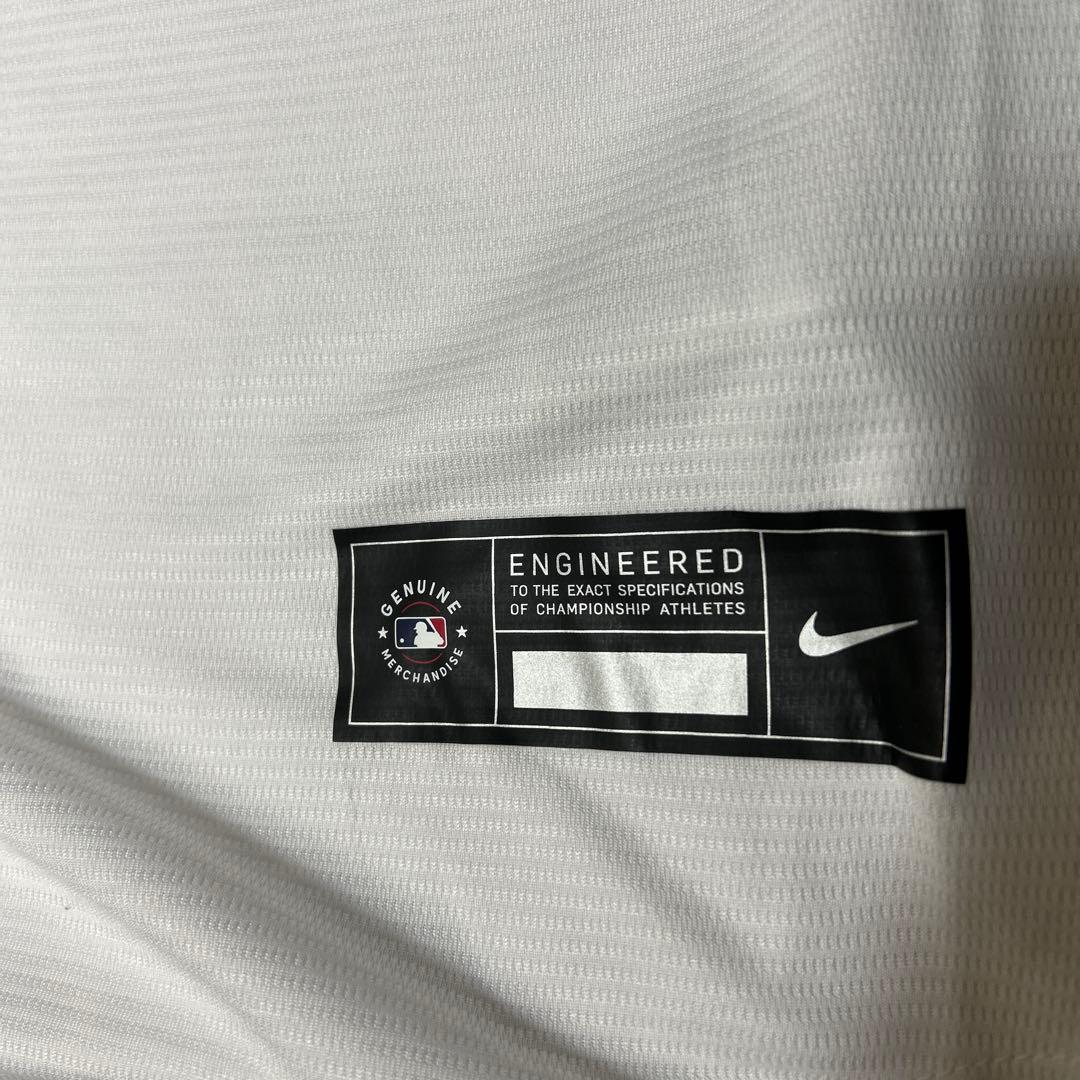 GENUINE
MERCHANDISE
ENGINEERED
TO THE EXACT SPECIFICATIONS
OF CHAMPIONSHIP ATHLETES